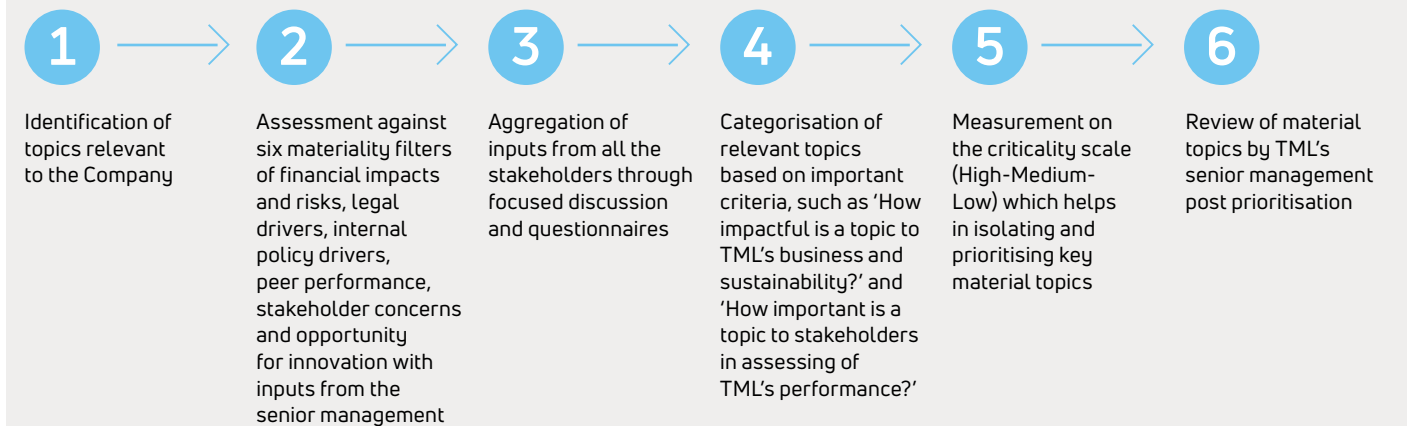 1
Identification of
topics relevant
to the Company
2
Assessment against
six materiality filters
of financial impacts
and risks, legal
drivers, internal
policy drivers,
peer performance,
stakeholder concerns
and opportunity
for innovation with
inputs from the
senior management
3
Aggregation of
inputs from all the
stakeholders through
focused discussion
and questionnaires
4
Categorisation of
relevant topics
based on important
criteria, such as ‘How
impactful is a topic to
TML’s business and
sustainability?’ and
‘How important is a
topic to stakeholders
in assessing of
TML’s performance?’
5
Measurement on
the criticality scale
(High-Medium-
Low) which helps
in isolating and
prioritising key
material topics
6
Review of material
topics by TML’s
senior management
post prioritisation